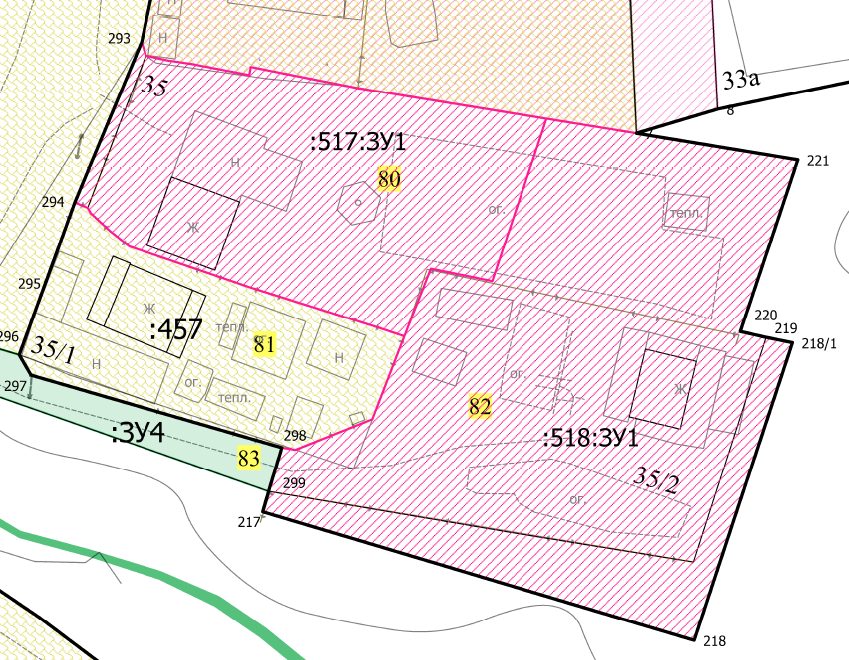 Н
293
Н
35
33а
8
:517:ЗУ1
221
Н
80
294
ог.
тепл.
Ж
295
220
219
218/1
296
Ж
:457
тепл.
81
Н
35/1
Н
297
ог.
тепл.
ог.
Ж
82
:ЗУ4
298
:518:ЗУ1
83
35/2
299
ог.
217
218